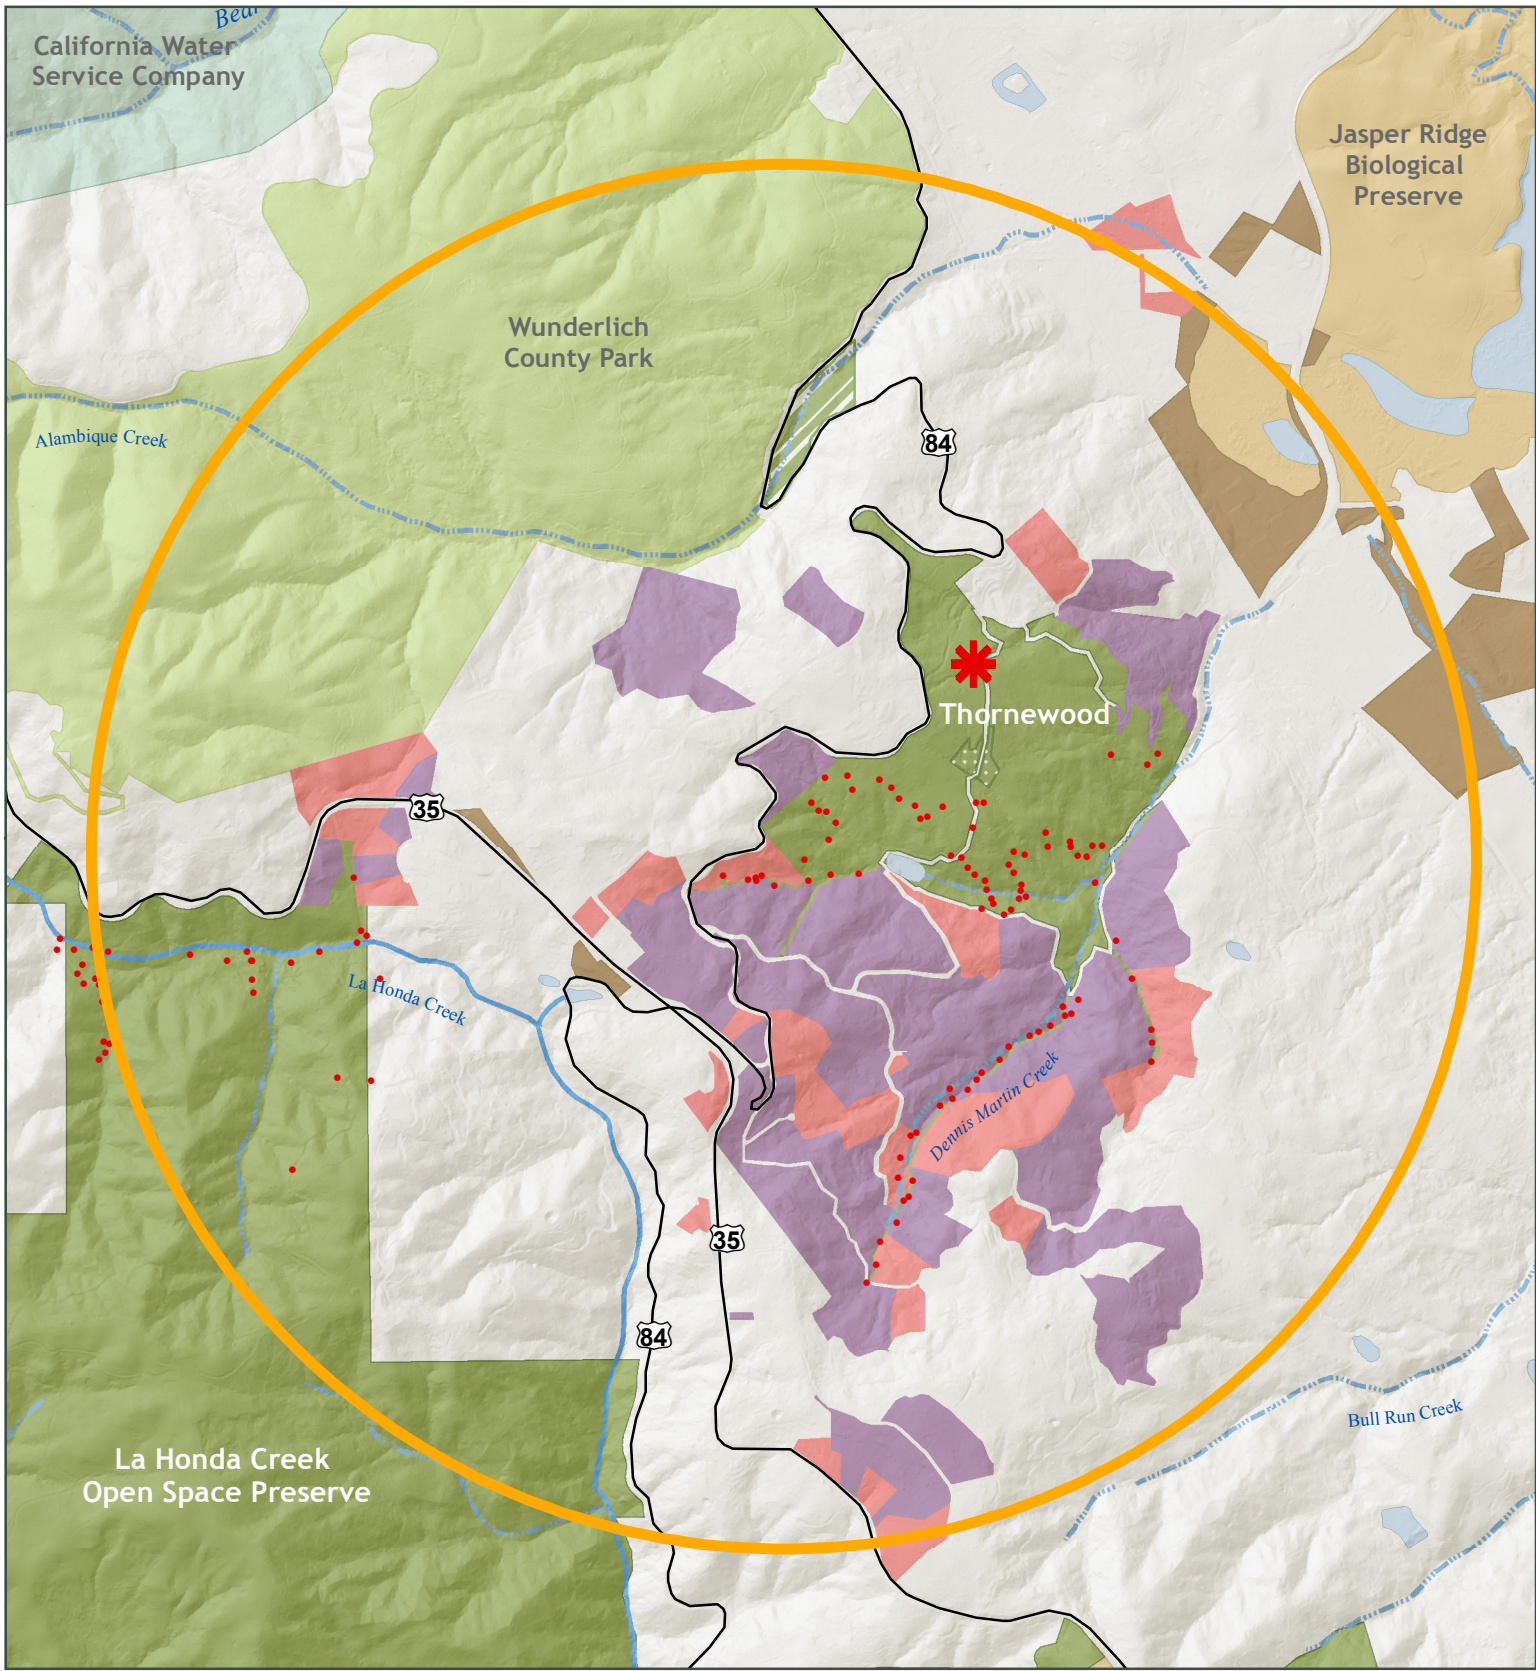 Bear
California Water
Service Company
Jasper Ridge
Biological
Preserve
Wunderlich
County Park
Alambique Creek
84
Thornewood
35
La Honda Creek
Dennis Martin Creek
35
84
Bull Run Creek
La Honda Creek
Open Space Preserve